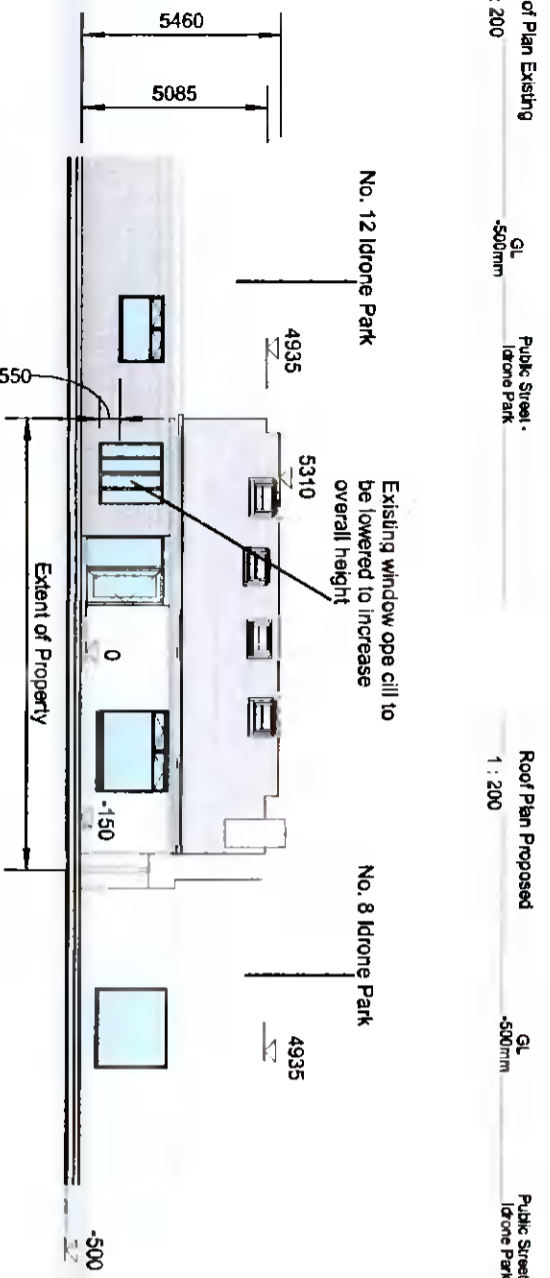 of Plan Existing
: 200
GL
-500mm
Public Street -
Idrone Park
Roof Plan Proposed
1 : 200
GL
-500mm
Public Street
Idrone Park
5460
5085
No. 12 Idrone Park
4935
5310
Existing window ope cill to
be lowered to increase
overall height
No. 8 Idrone Park
4935
550
0
-150
Extent of Property
-500